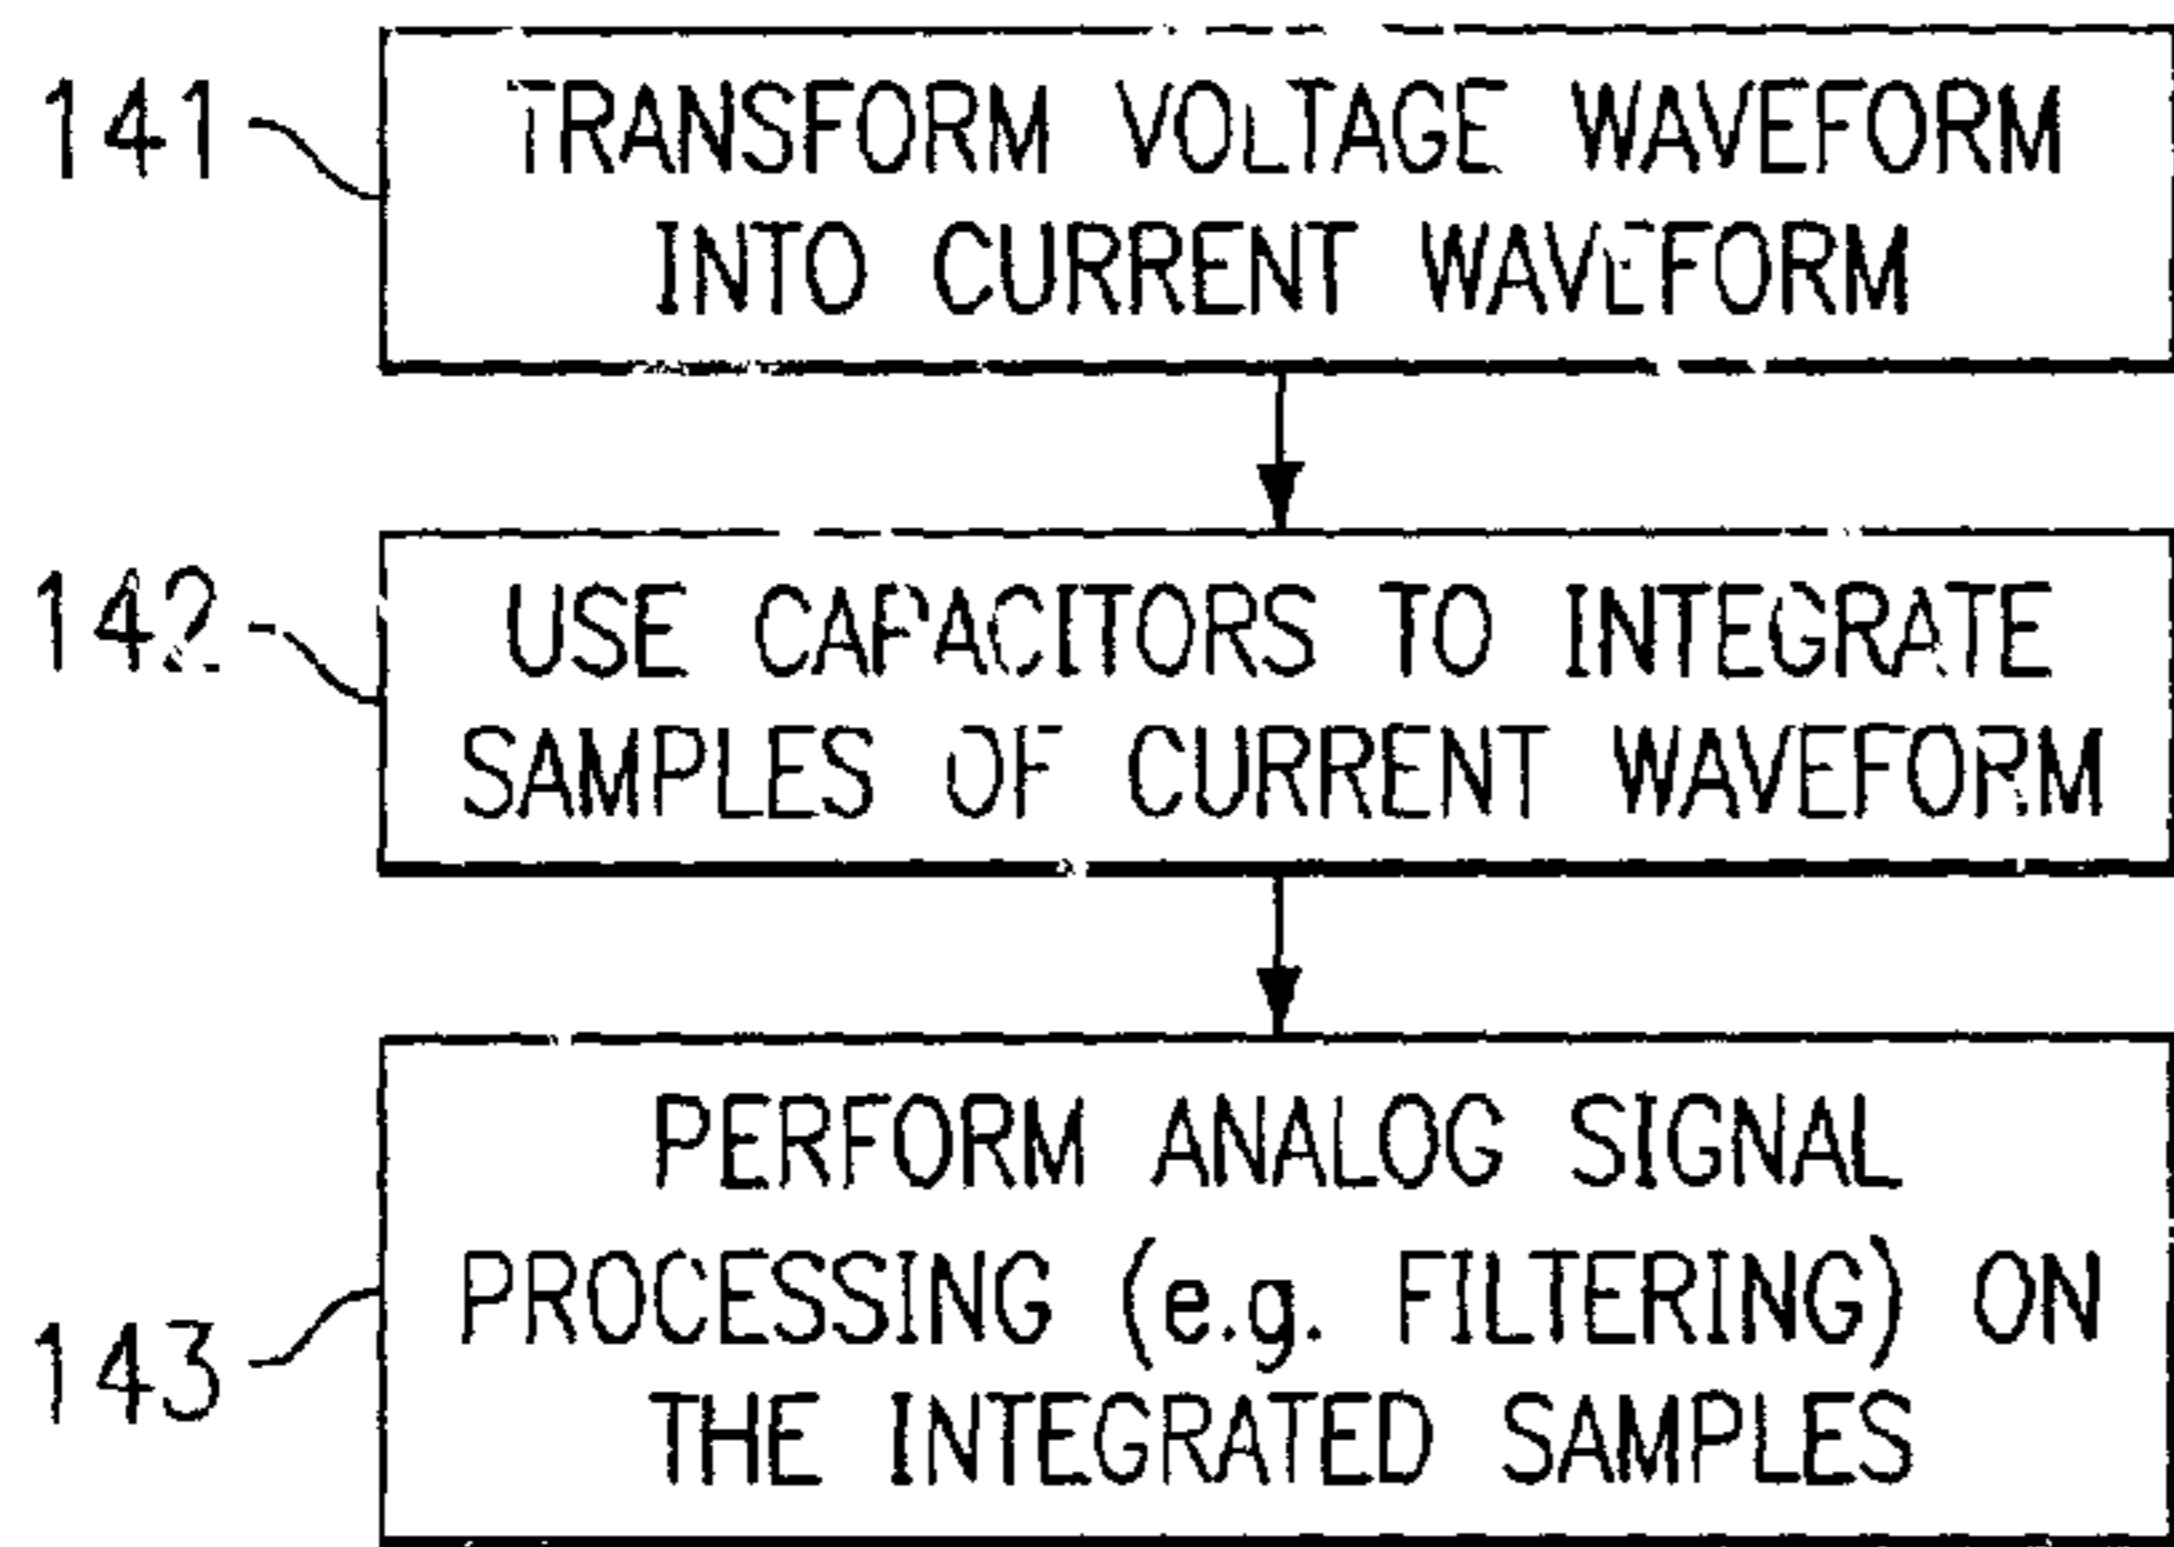 141
TRANSFORM VOLTAGE WAVEFORM
INTO CURRENT WAVEFORM
142
USE CAPACITORS TO INTEGRATE
SAMPLES OF CURRENT WAVEFORM
143
PERFORM ANALOG SIGNAL
PROCESSING (e.g. FILTERING) ON
THE INTEGRATED SAMPLES